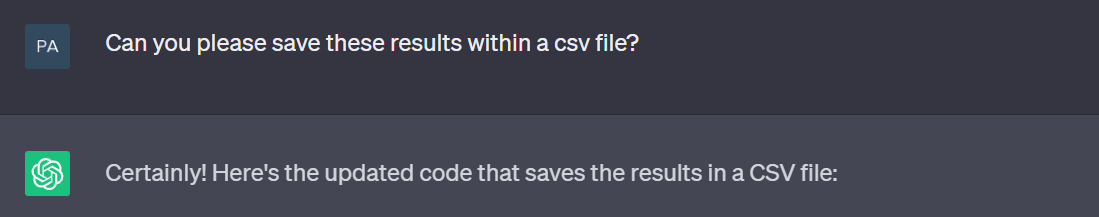 PA
Can you please save these results within a csv file?
Certainly! Here's the updated code that saves the results in a CSV file: